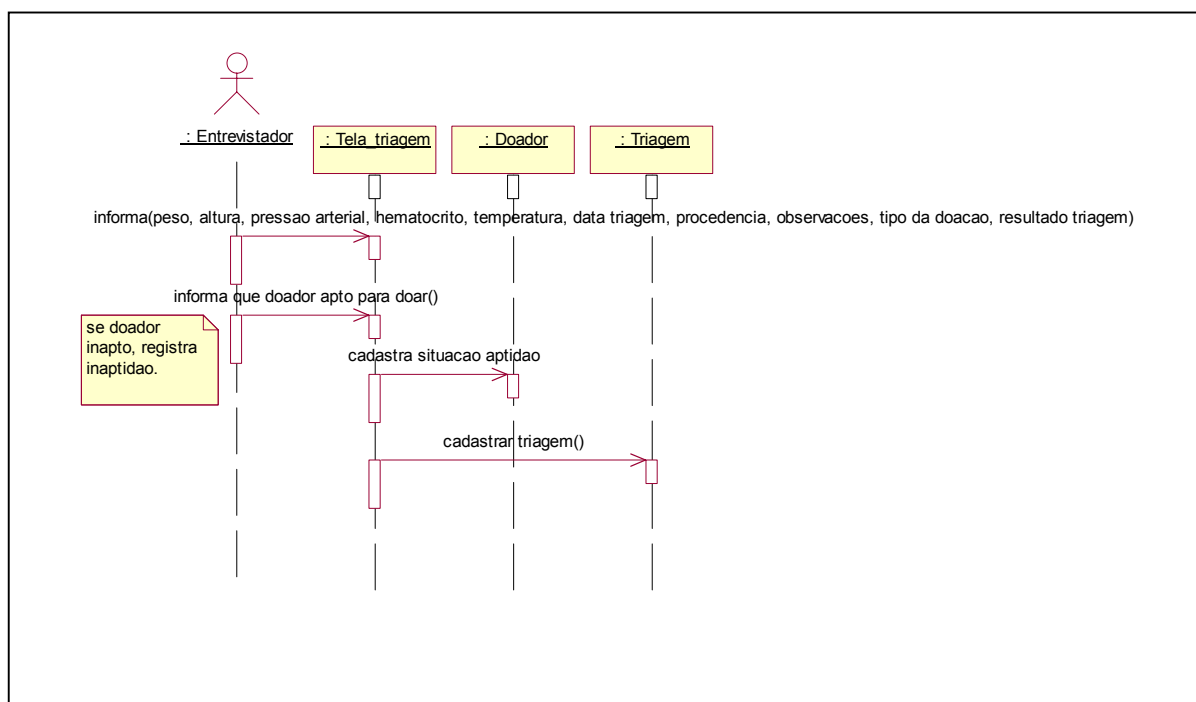 : Entrevistador
: Tela_triagem
: Doador
: Triagem
informa(peso, altura, pressao arterial, hematocrito, temperatura, data triagem, procedencia, observacoes, tipo da doacao, resultado triagem)
informa que doador apto para doar()
se doador
inapto, registra
inaptidao.
cadastra situacao aptidao
cadastrar triagem()